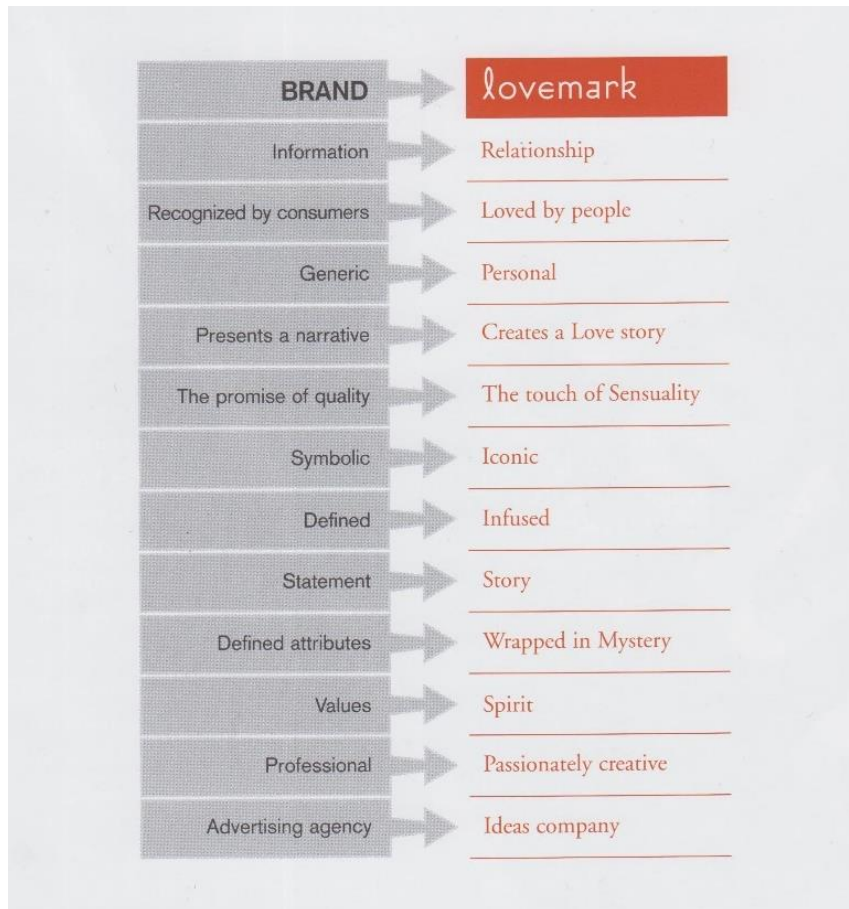 BRAND lovemark
Information Relationship
Recognized by consumers Loved by people
Generic Personal
Presents a narrative Creates a Love story
The promise of quality The touch of Sensuality
Symbolic Iconic
Defined Infused
Statement Story
Defined attributes Wrapped in Mystery
Values Spirit
Professional Passionately creative
Advertising agency Ideas company